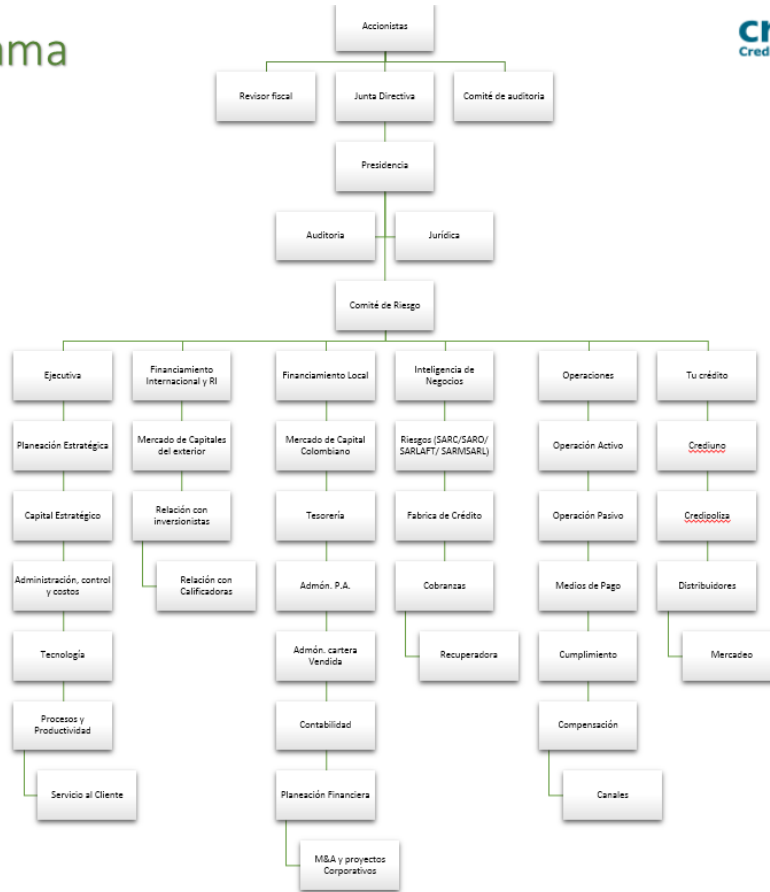 ama
cr
Cred
Accionistas
Revisor fiscal
Junta Directiva
Comité de auditoria
Presidencia
Auditoria
Jurídica
Comité de Riesgo
Ejecutiva
Financiamiento
Internacional y RI
Financiamiento Local
Inteligencia de
Negocios
Operaciones
Tu crédito
Planeación Estratégica
Mercado de Capitales
del exterior
Mercado de Capital
Colombiano
Riesgos (SARC/SARO/
SARLAFT/ SARMSARL)
Operación Activo
Crediuno
Capital Estratégico
Relación con
inversionistas
Tesorería
Fabrica de Crédito
Operación Pasivo
Credipoliza
Administración, control
y costos
Relación con
Calificadoras
Admón. P.A.
Cobranzas
Medios de Pago
Distribuidores
Tecnología
Admón. cartera
Vendida
Recuperadora
Cumplimiento
Mercadeo
Procesos y
Productividad
Contabilidad
Compensación
Servicio al Cliente
Planeación Financiera
Canales
M&A y proyectos
Corporativos